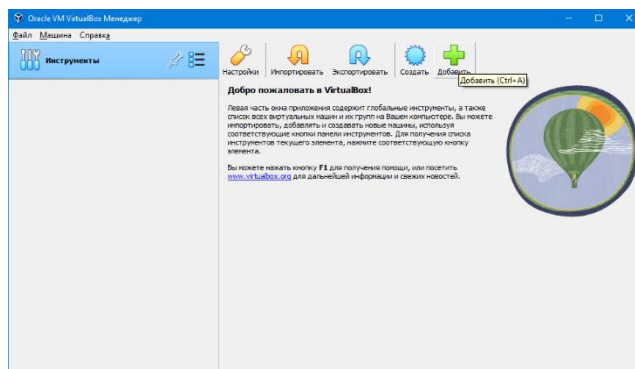 Oracle VM VirtualBox Менеджер
Файл Машина Справка
Инструменты
Настройки Импортировать Экспортировать Создать Добавить
Добавить (Ctrl+A)
Добро пожаловать в VirtualBox!
Левая часть окна приложения содержит глобальные инструменты, а также
список всех виртуальных машин и их групп на Вашем компьютере. Вы можете
импортировать, добавлять и создавать новые машины, используя
соответствующие кнопки панели инструментов. Для получения списка
инструментов текущего элемента, нажмите соответствующую кнопку
элемента.
Вы можете нажать кнопку F1 для получения помощи, или посетить
www.virtualbox.org для дальнейшей информации и свежих новостей.